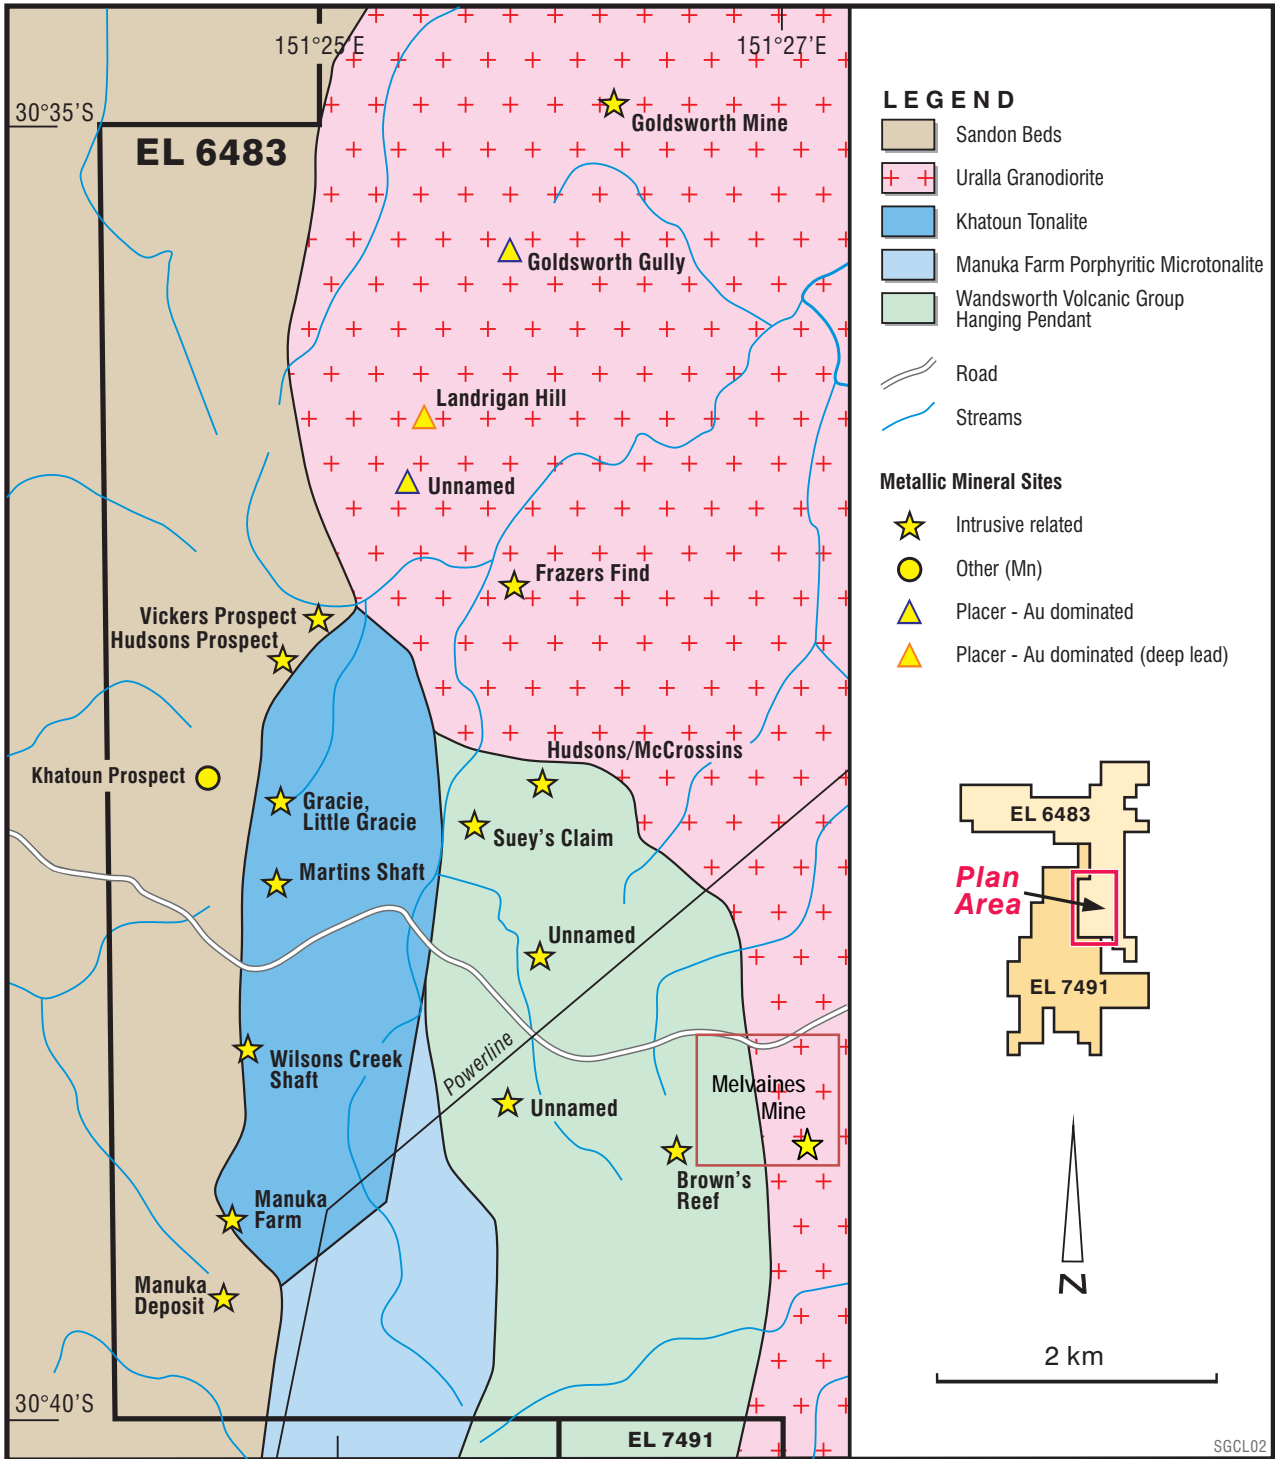 151°25'E
151°27'E
30°35'S
EL 6483
Goldsworth Mine
Goldsworth Gully
Landrigan Hill
Unnamed
Frazers Find
Vickers Prospect
Hudsons Prospect
Hudsons/McCrossins
Khatoun Prospect
Gracie,
Little Gracie
Suey's Claim
Martins Shaft
Unnamed
Powerline
Wilsons Creek
Shaft
Melvaines
Mine
Unnamed
Brown's
Reef
Manuka
Farm
Manuka
Deposit
30°40'S
EL 7491
LEGEND
Sandon Beds
Uralla Granodiorite
Khatoun Tonalite
Manuka Farm Porphyritic Microtonalite
Wandsworth Volcanic Group
Hanging Pendant
Road
Streams
Metallic Mineral Sites
Intrusive related
Other (Mn)
Placer - Au dominated
Placer - Au dominated (deep lead)
EL 6483
Plan
Area
EL 7491
N
2 km
SGCL02